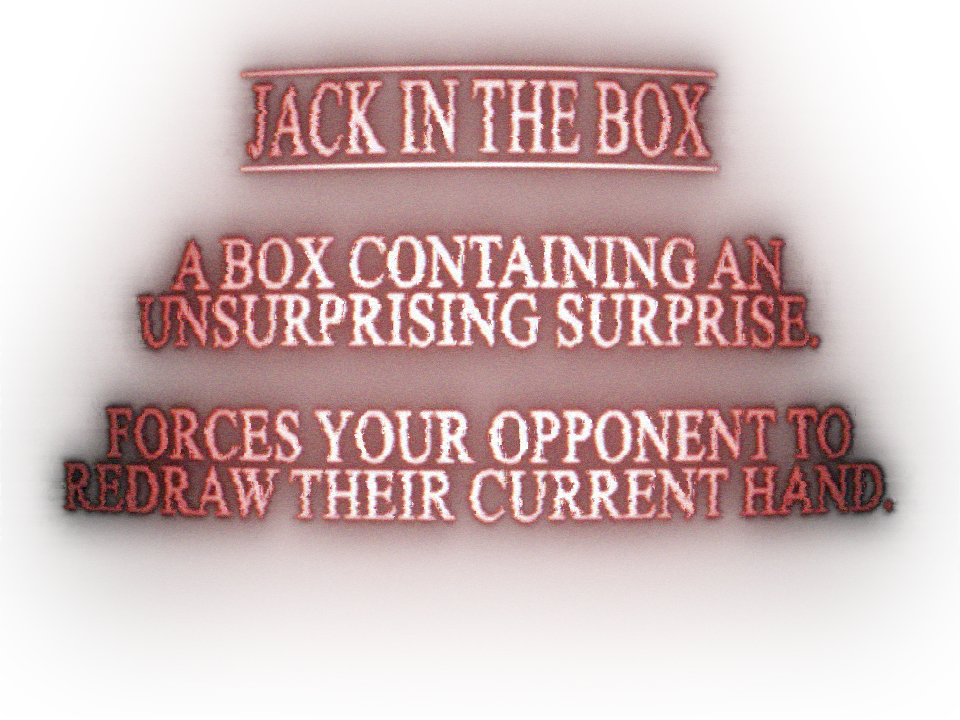 JACK IN THE BOX
A BOX CONTAINING AN
UNSURPRISING SURPRISE.
FORCES YOUR OPPONENT TO
REDRAW THEIR CURRENT HAND.